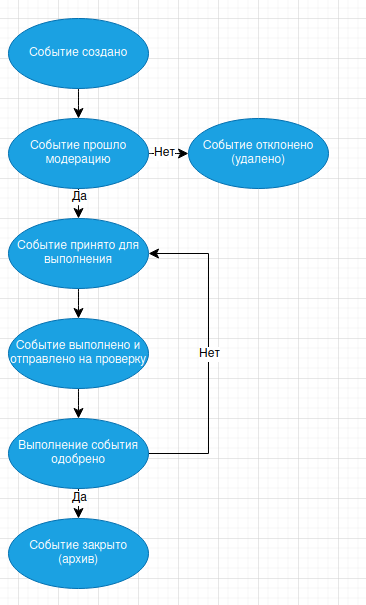 Событие создано
Событие прошло
модерацию
Нет
Событие отклонено
(удалено)
Да
Событие принято для
выполнения
Событие выполнено и
отправлено на проверку
Нет
Выполнение события
одобрено
Да
Событие закрыто
(архив)